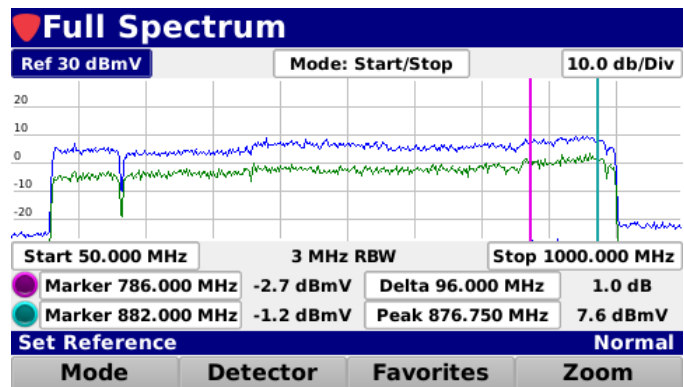 Full Spectrum
Ref 30 dBmV Mode: Start/Stop 10.0 db/Div
20
10
0
-10
-20
Start 50.000 MHz 3 MHz RBW Stop 1000.000 MHz
Marker 786.000 MHz -2.7 dBmV Delta 96.000 MHz 1.0 dB
Marker 882.000 MHz -1.2 dBmV Peak 876.750 MHz 7.6 dBmV
Set Reference Normal
Mode Detector Favorites Zoom